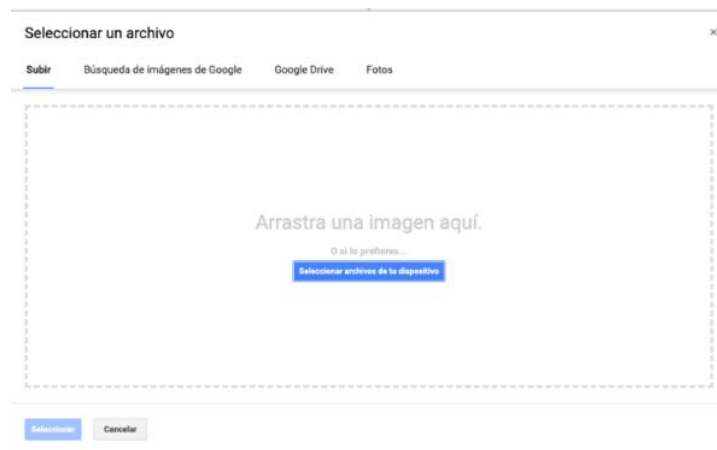 Seleccionar un archivo ×
Subir Búsqueda de imágenes de Google Google Drive Fotos
Arrastra una imagen aquí.
O si lo prefieres...
Seleccionar archivos de tu dispositivo
Seleccionar Cancelar